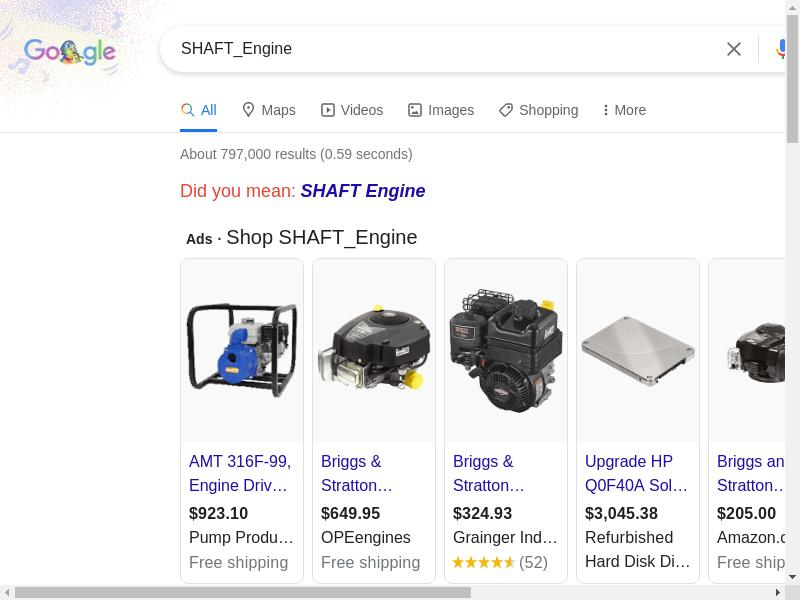 Google
SHAFT_Engine
All Maps Videos Images Shopping More
About 797,000 results (0.59 seconds)
Did you mean: SHAFT Engine
Ads · Shop SHAFT_Engine
AMT 316F-99,
Engine Driv…
$923.10
Pump Produ…
Free shipping
Briggs &
Stratton…
$649.95
OPEengines
Free shipping
Briggs &
Stratton…
$324.93
Grainger Ind…
(52)
Upgrade HP
Q0F40A Sol…
$3,045.38
Refurbished
Hard Disk Di…
Briggs an
Stratton…
$205.00
Amazon.c
Free ship